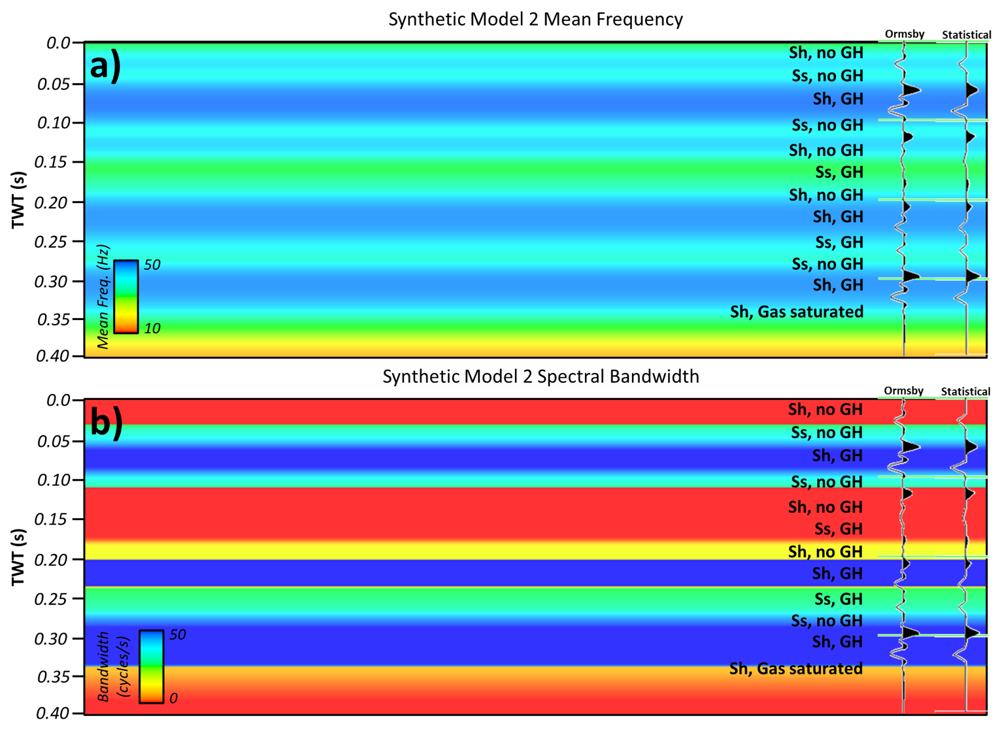 Synthetic Model 2 Mean Frequency
Ormsby Statistical
a)
0.0
0.05
0.10
0.15
0.20
0.25
0.30
0.35
0.40
TWT (s)
Sh, no GH
Ss, no GH
Sh, GH
Ss, no GH
Sh, no GH
Ss, GH
Sh, no GH
Sh, GH
Ss, GH
Ss, no GH
Sh, GH
Sh, Gas saturated
Mean Freq. (Hz)
50
10
Synthetic Model 2 Spectral Bandwidth
Ormsby Statistical
b)
0.0
0.05
0.10
0.15
0.20
0.25
0.30
0.35
0.40
TWT (s)
Sh, no GH
Ss, no GH
Sh, GH
Ss, no GH
Sh, no GH
Ss, GH
Sh, no GH
Sh, GH
Ss, GH
Ss, no GH
Sh, GH
Sh, Gas saturated
Bandwidth
(cycles/s)
50
0